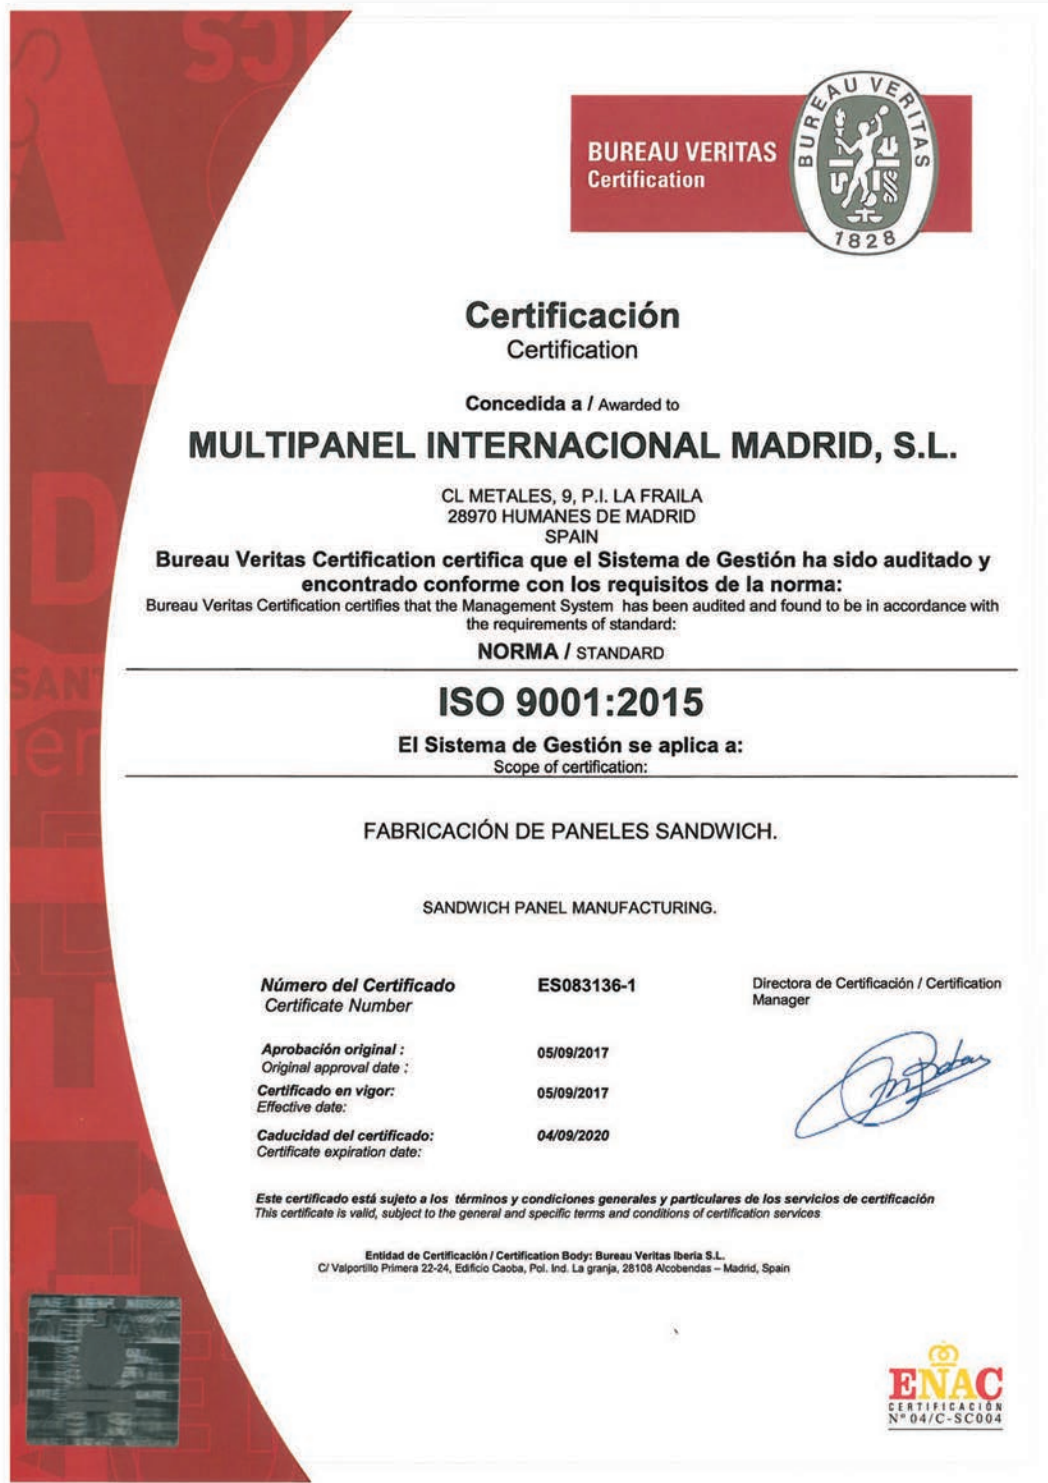 BUREAU VERITAS
Certification
BUREAU VERITAS
1828
Certificación
Certification
Concedida a / Awarded to
MULTIPANEL INTERNACIONAL MADRID, S.L.
CL METALES, 9, P.I. LA FRAILA
28970 HUMANES DE MADRID
SPAIN
Bureau Veritas Certification certifica que el Sistema de Gestión ha sido auditado y
encontrado conforme con los requisitos de la norma:
Bureau Veritas Certification certifies that the Management System has been audited and found to be in accordance with
the requirements of standard:
NORMA / STANDARD
ISO 9001:2015
El Sistema de Gestión se aplica a:
Scope of certification:
FABRICACIÓN DE PANELES SANDWICH.
SANDWICH PANEL MANUFACTURING.
Número del Certificado ES083136-1
Certificate Number
Directora de Certificación / Certification
Manager
Aprobación original : 05/09/2017
Original approval date :
Certificado en vigor: 05/09/2017
Effective date:
Caducidad del certificado: 04/09/2020
Certificate expiration date:
Este certificado está sujeto a los términos y condiciones generales y particulares de los servicios de certificación
This certificate is valid, subject to the general and specific terms and conditions of certification services
Entidad de Certificación / Certification Body: Bureau Veritas Iberia S.L.
C/ Valportillo Primera 22-24, Edificio Caoba, Pol. Ind. La granja, 28108 Alcobendas – Madrid, Spain
ENAC
CERTIFICACIÓN
Nº 04/C-SC004